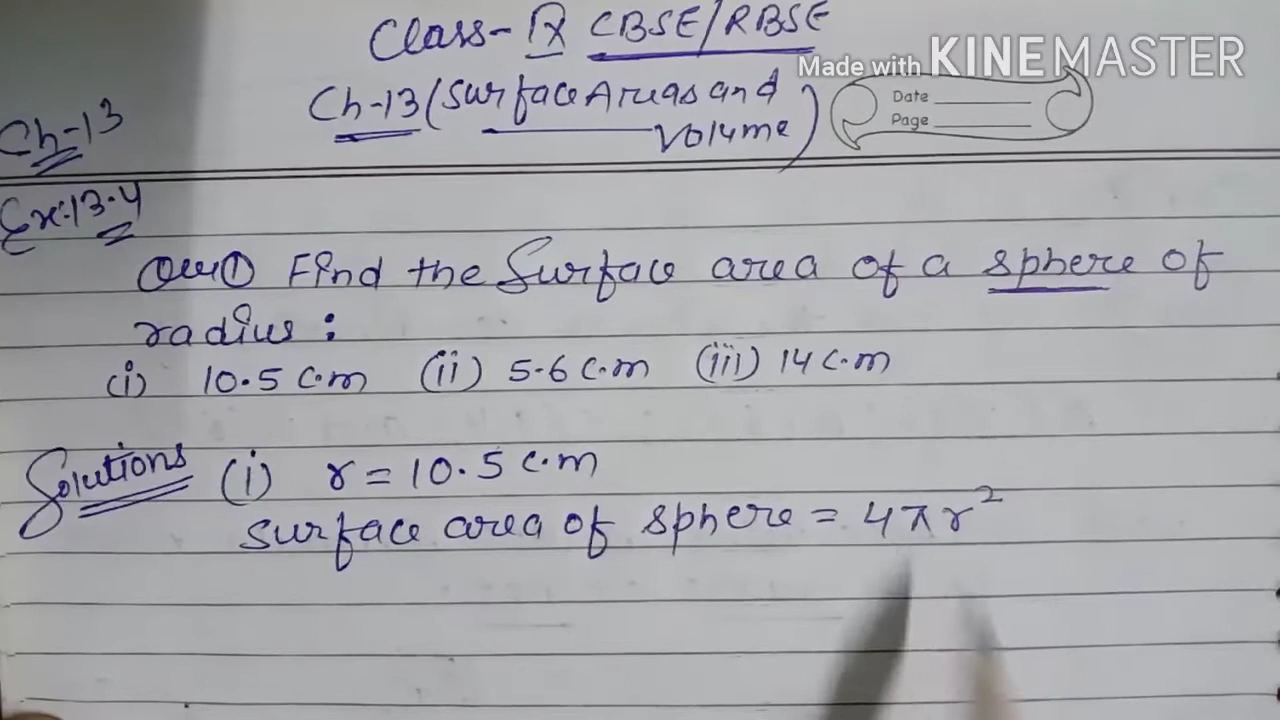 Class-IX CBSE/RBSE
Made with KINEMASTER
Ch-13 (Surface Areas and Volume)
Date
Page
Ch-13
Ex:13.4
Que① Find the Surface area of a sphere of
radius :
(i) 10.5 c.m (ii) 5.6 c.m (iii) 14 c.m
Solutions (i) r = 10.5 c.m
surface area of sphere = 4πr²